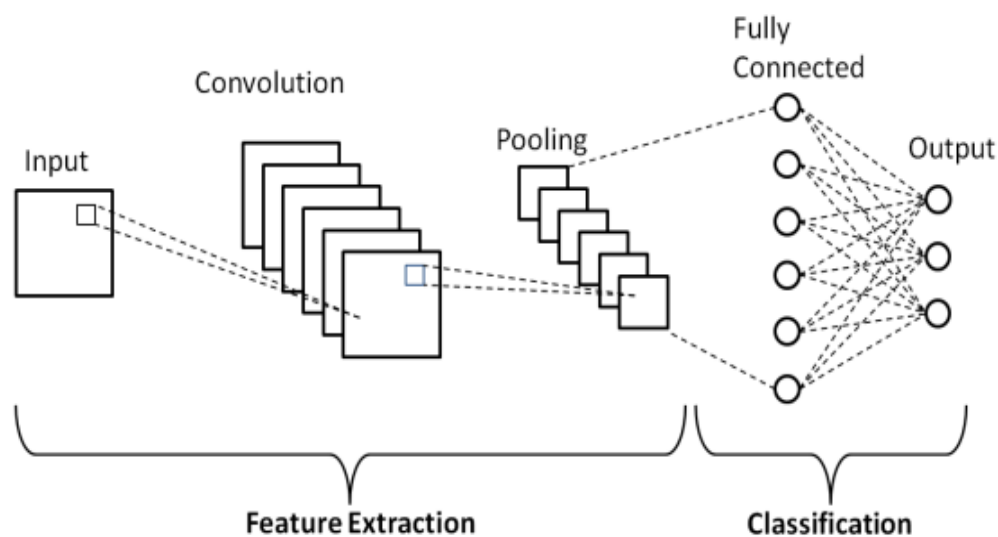 Input
Convolution
Pooling
Fully
Connected
Output
Feature Extraction
Classification